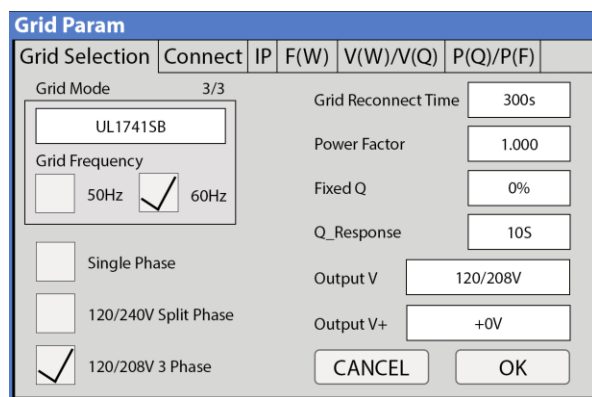 Grid Param
Grid Selection Connect IP F(W) V(W)/V(Q) P(Q)/P(F)
Grid Mode 3/3
UL1741SB
Grid Frequency
50Hz 60Hz
Single Phase
120/240V Split Phase
120/208V 3 Phase
Grid Reconnect Time 300s
Power Factor 1.000
Fixed Q 0%
Q_Response 10S
Output V 120/208V
Output V+ +0V
CANCEL OK